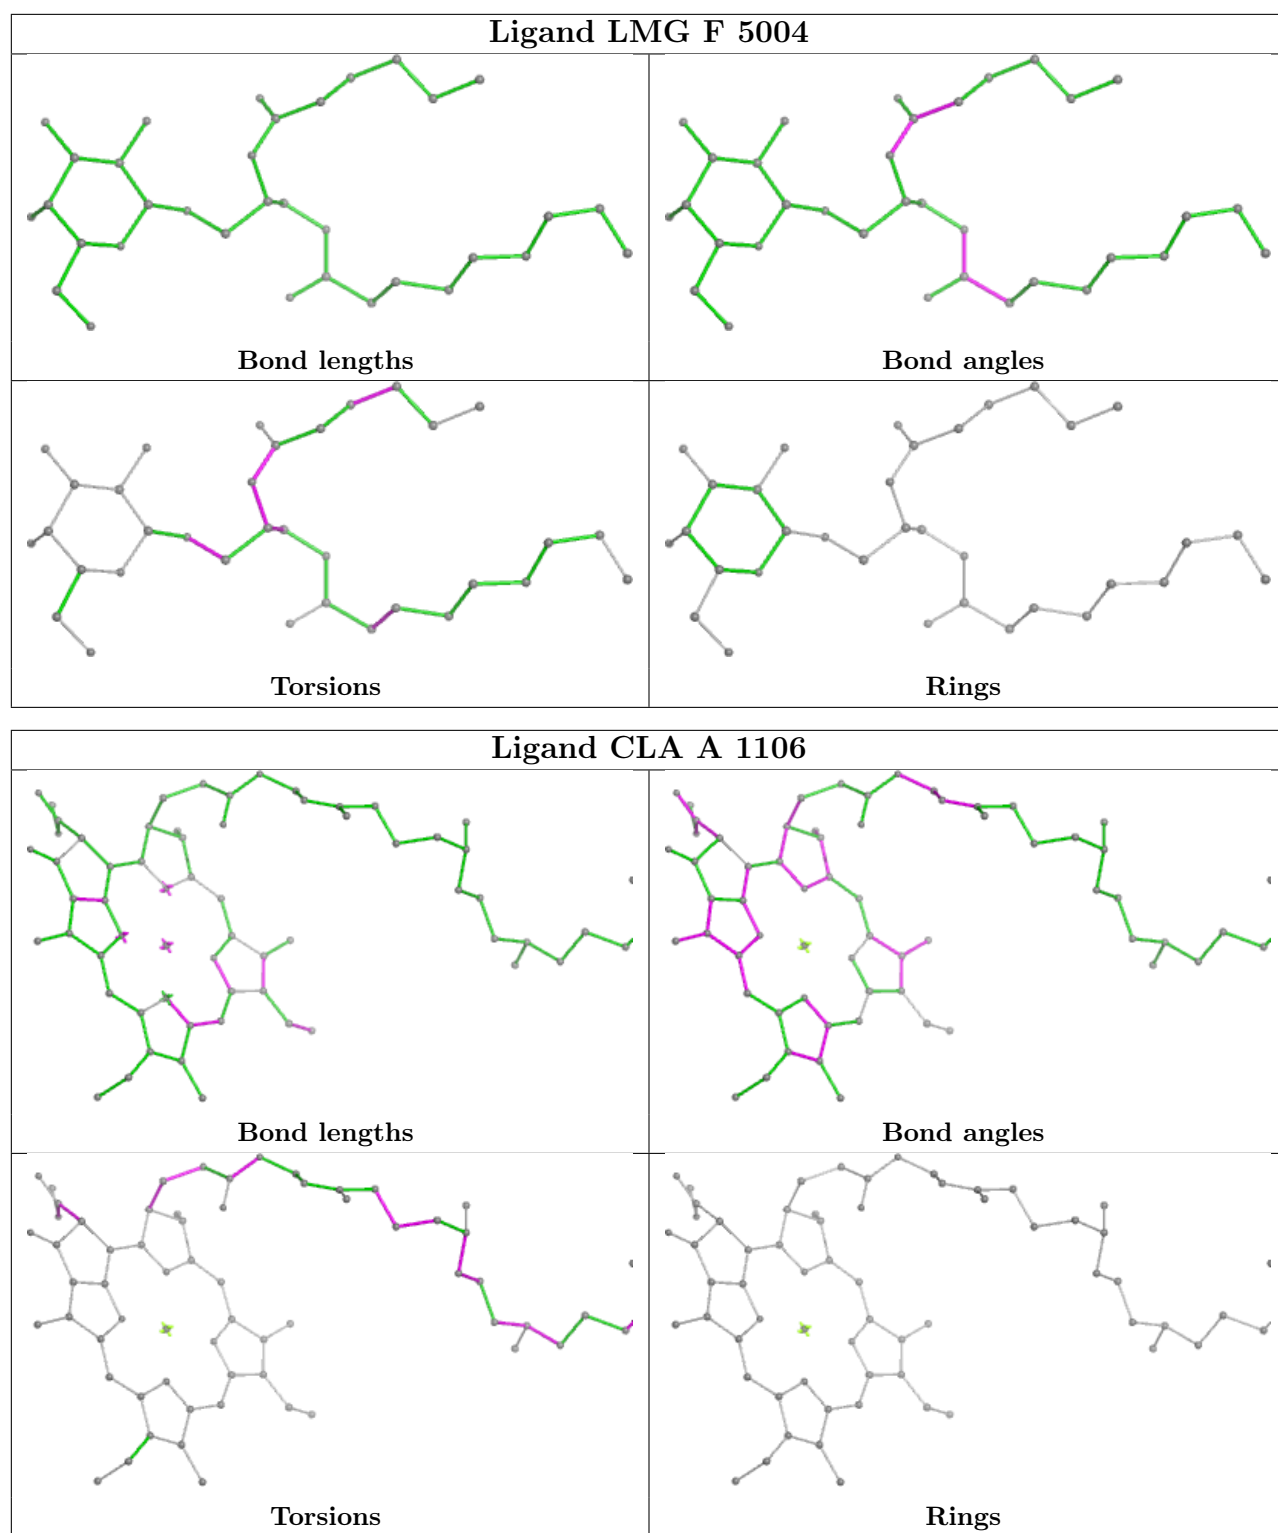 Ligand LMG F 5004
Bond lengths
Bond angles
Torsions
Rings
Ligand CLA A 1106
Bond lengths
Bond angles
Torsions
Rings